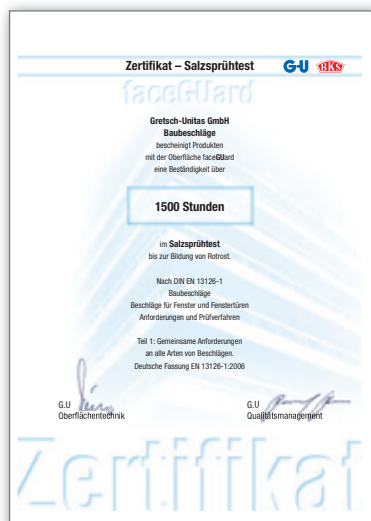 Zertifikat – Salzsprühtest G-U BKS
faceGUard
Gretsch-Unitas GmbH
Baubeschläge
bescheinigt Produkten
mit der Oberfläche faceGUard
eine Beständigkeit über
1500 Stunden
im Salzsprühtest
bis zur Bildung von Rotrost.
Nach DIN EN 13126-1
Baubeschläge
Beschläge für Fenster und Fenstertüren
Anforderungen und Prüfverfahren
Teil 1: Gemeinsame Anforderungen
an alle Arten von Beschlägen.
Deutsche Fassung EN 13126-1:2006
G.U
Oberflächentechnik
G.U
Qualitätsmanagement
Zertifikat